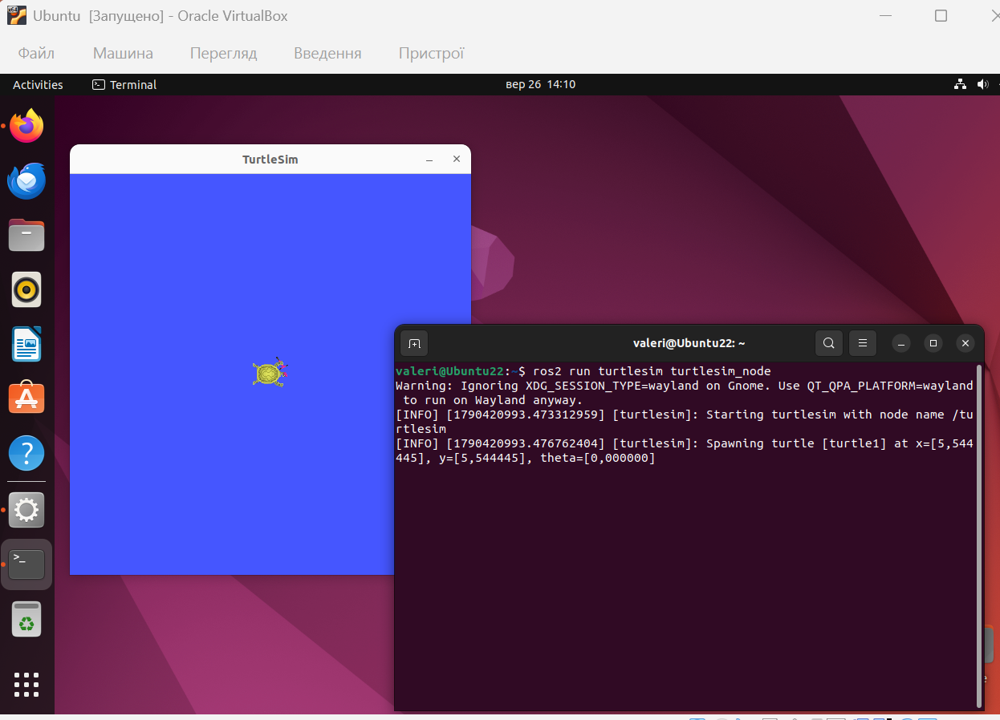 Ubuntu [Запущено] - Oracle VirtualBox
Файл Машина Перегляд Введення Пристрої
Activities Terminal вер 26 14:10
TurtleSim
valeri@Ubuntu22: ~
valeri@Ubuntu22:~$ ros2 run turtlesim turtlesim_node
Warning: Ignoring XDG_SESSION_TYPE=wayland on Gnome. Use QT_QPA_PLATFORM=wayland
to run on Wayland anyway.
[INFO] [1790420993.473312959] [turtlesim]: Starting turtlesim with node name /tu
rtlesim
[INFO] [1790420993.476762404] [turtlesim]: Spawning turtle [turtle1] at x=[5,544
445], y=[5,544445], theta=[0,000000]